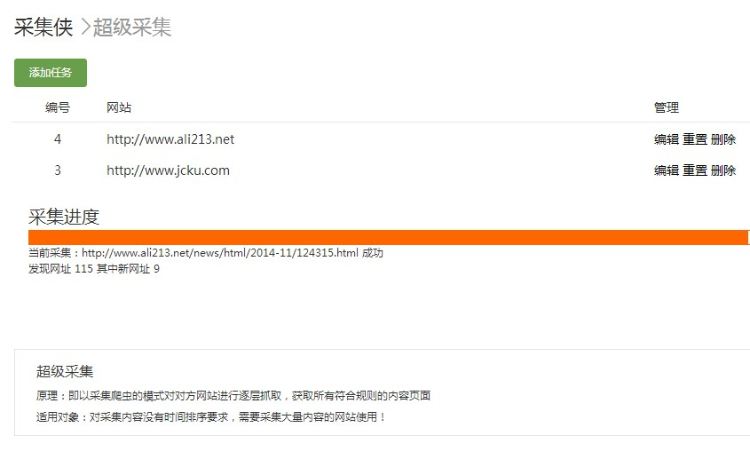 采集侠 >超级采集
添加任务
编号 网站 管理
4 http://www.ali213.net 编辑 重置 删除
3 http://www.jcku.com 编辑 重置 删除
采集进度
当前采集：http://www.ali213.net/news/html/2014-11/124315.html 成功
发现网址 115 其中新网址 9
超级采集
原理：即以采集爬虫的模式对对方网站进行逐层抓取，获取所有符合规则的内容页面
适用对象：对采集内容没有时间排序要求，需要采集大量内容的网站使用！